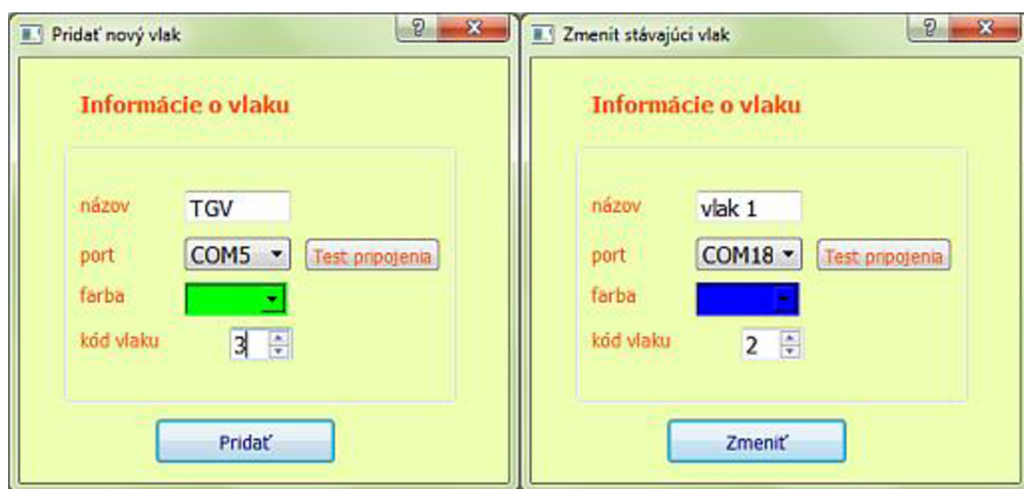 Pridať nový vlak
Informácie o vlaku
názov TGV
port COM5 Test pripojenia
farba
kód vlaku 3
Pridať
Zmenit stávajúci vlak
Informácie o vlaku
názov vlak 1
port COM18 Test pripojenia
farba
kód vlaku 2
Zmeniť